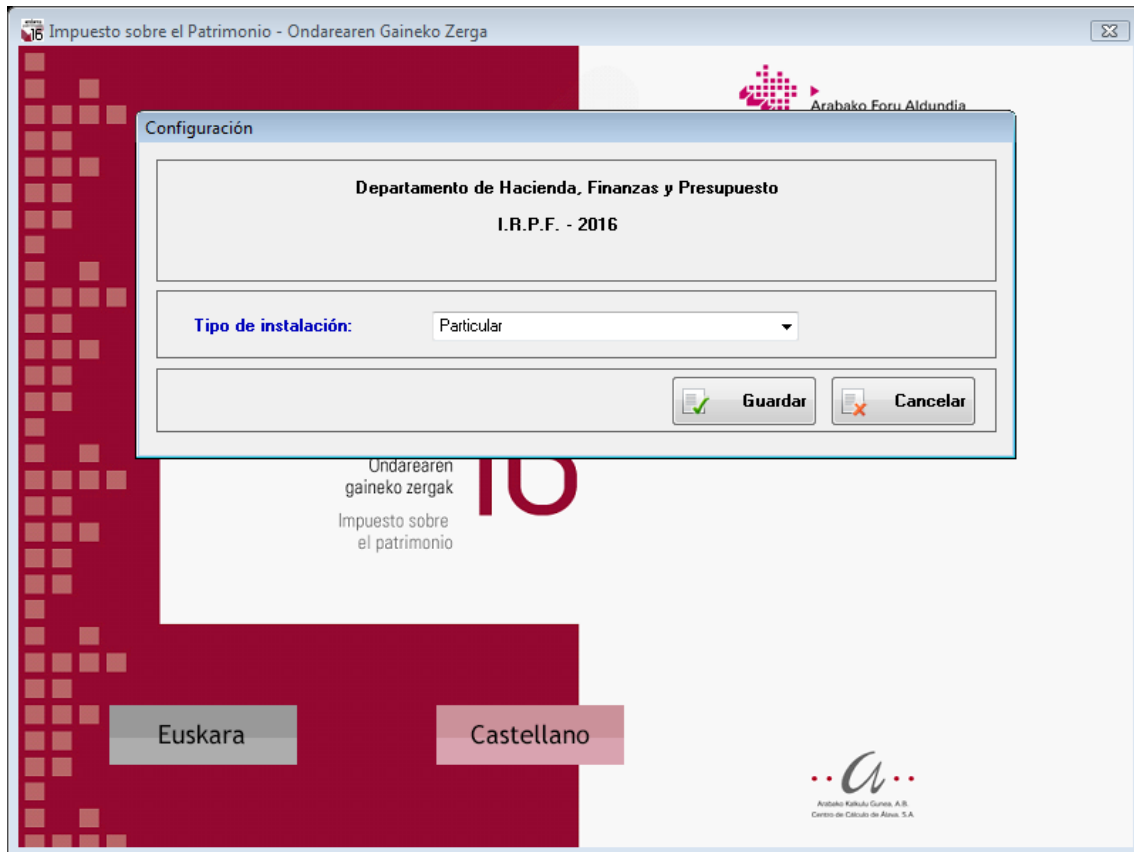 Impuesto sobre el Patrimonio - Ondarearen Gaineko Zerga
Arabako Foru Aldundia
Configuración
Departamento de Hacienda, Finanzas y Presupuesto
I.R.P.F. - 2016
Tipo de instalación:
Particular
Guardar
Cancelar
Ondarearen
gaineko zergak
16
Impuesto sobre
el patrimonio
Euskara
Castellano
a
Arabako Kalkulu Gunea, A.B.
Centro de Cálculo de Álava. S.A